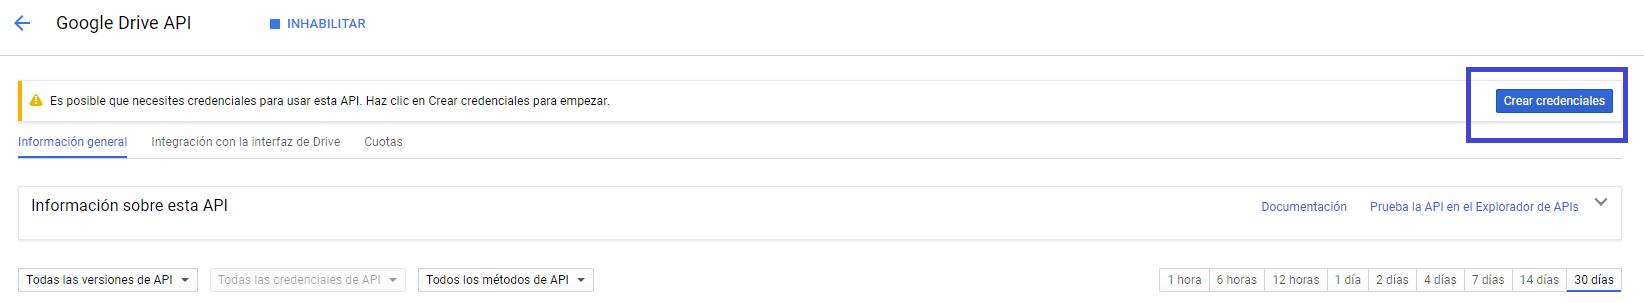 Google Drive API INHABILITAR
Es posible que necesites credenciales para usar esta API. Haz clic en Crear credenciales para empezar. Crear credenciales
Información general Integración con la interfaz de Drive Cuotas
Información sobre esta API Documentación Prueba la API en el Explorador de APIs
Todas las versiones de API Todas las credenciales de API Todos los métodos de API 1 hora 6 horas 12 horas 1 día 2 días 4 días 7 días 14 días 30 días